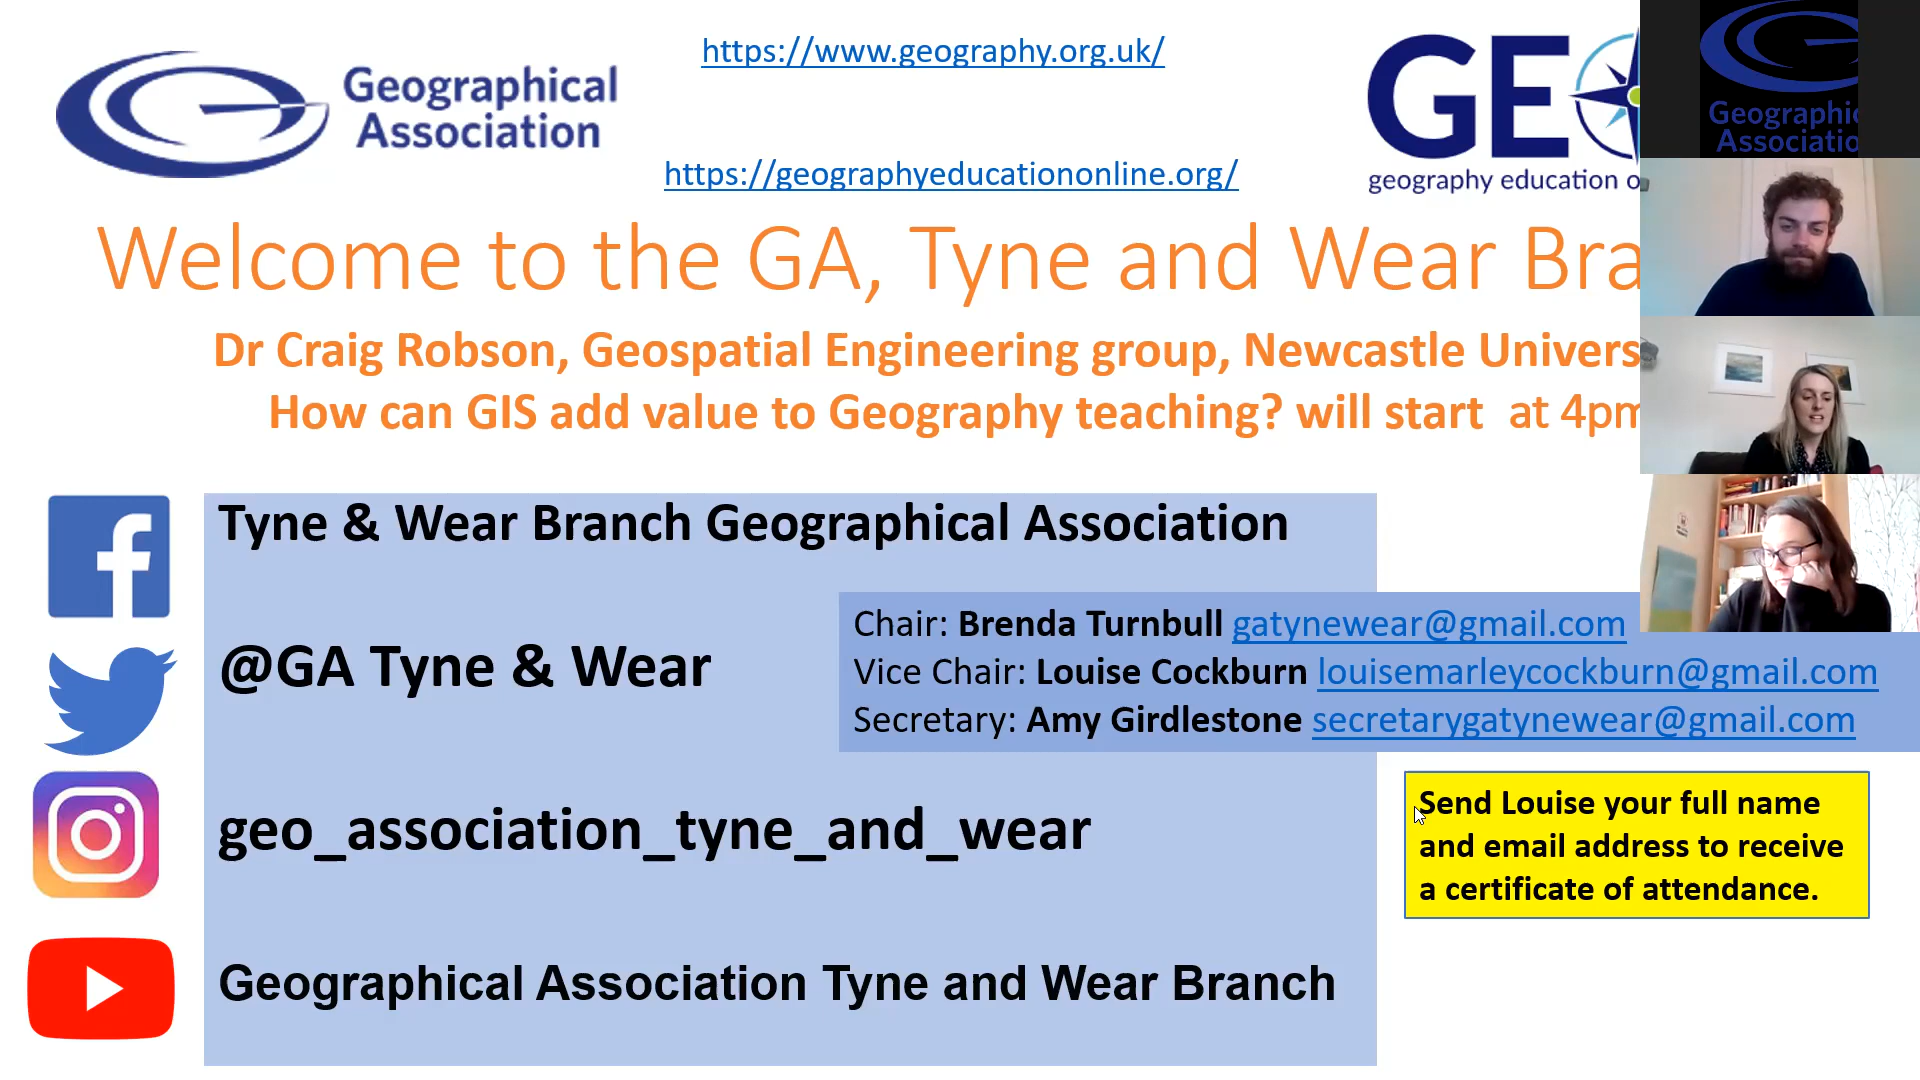 Geographical
Association
https://www.geography.org.uk/
https://geographyeducationonline.org/
GE
geography education
Geographic
Associatio
Welcome to the GA, Tyne and Wear Bra
Dr Craig Robson, Geospatial Engineering group, Newcastle Univers
How can GIS add value to Geography teaching? will start at 4pm
Tyne & Wear Branch Geographical Association
@GA Tyne & Wear
Chair: Brenda Turnbull gatynewear@gmail.com
Vice Chair: Louise Cockburn louisemarleycockburn@gmail.com
Secretary: Amy Girdlestone secretarygatynewear@gmail.com
geo_association_tyne_and_wear
Send Louise your full name
and email address to receive
a certificate of attendance.
Geographical Association Tyne and Wear Branch